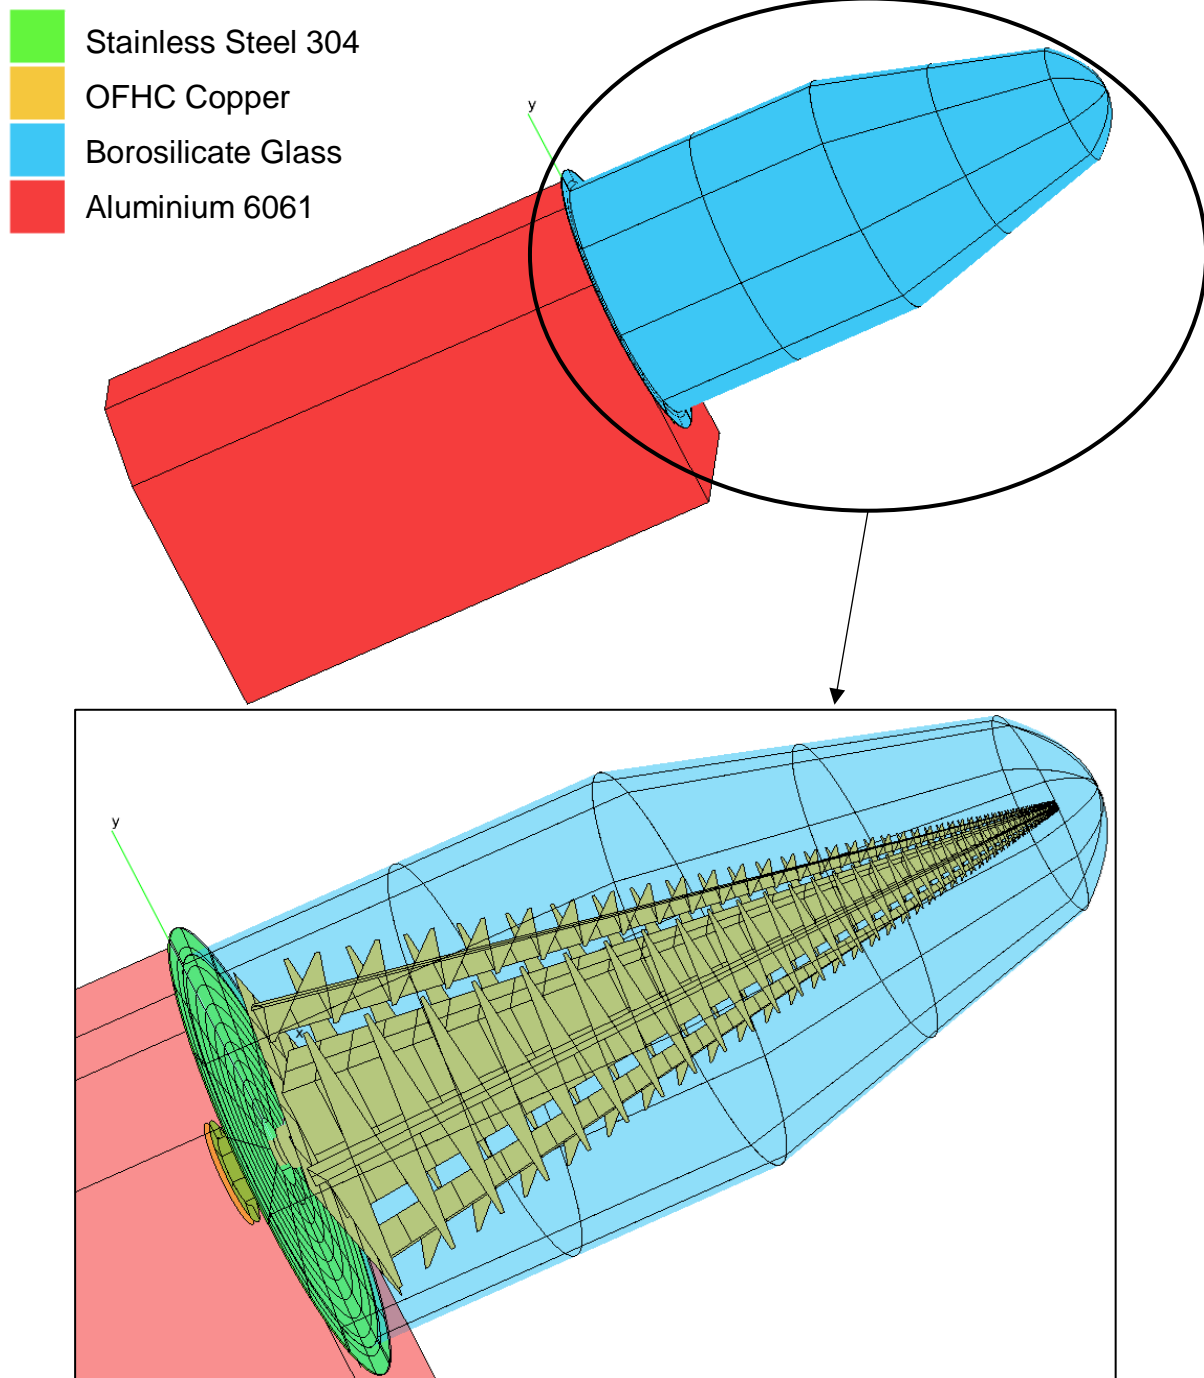 Stainless Steel 304
OFHC Copper
Borosilicate Glass
Aluminium 6061
y
y
x